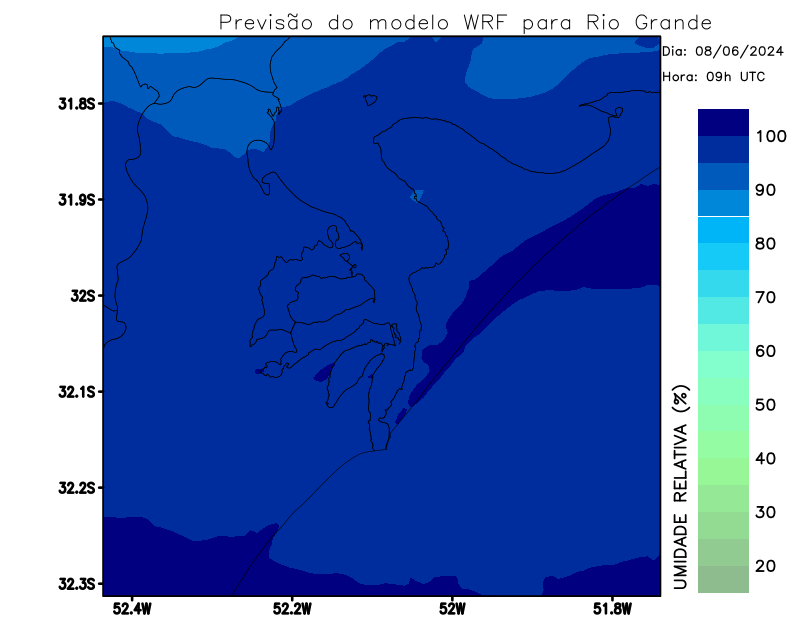 Previsão do modelo WRF para Rio Grande
Dia: 08/06/2024
Hora: 09h UTC
31.8S
31.9S
32S
32.1S
32.2S
32.3S
52.4W
52.2W
52W
51.8W
100
90
80
70
60
50
40
30
20
UMIDADE RELATIVA (%)